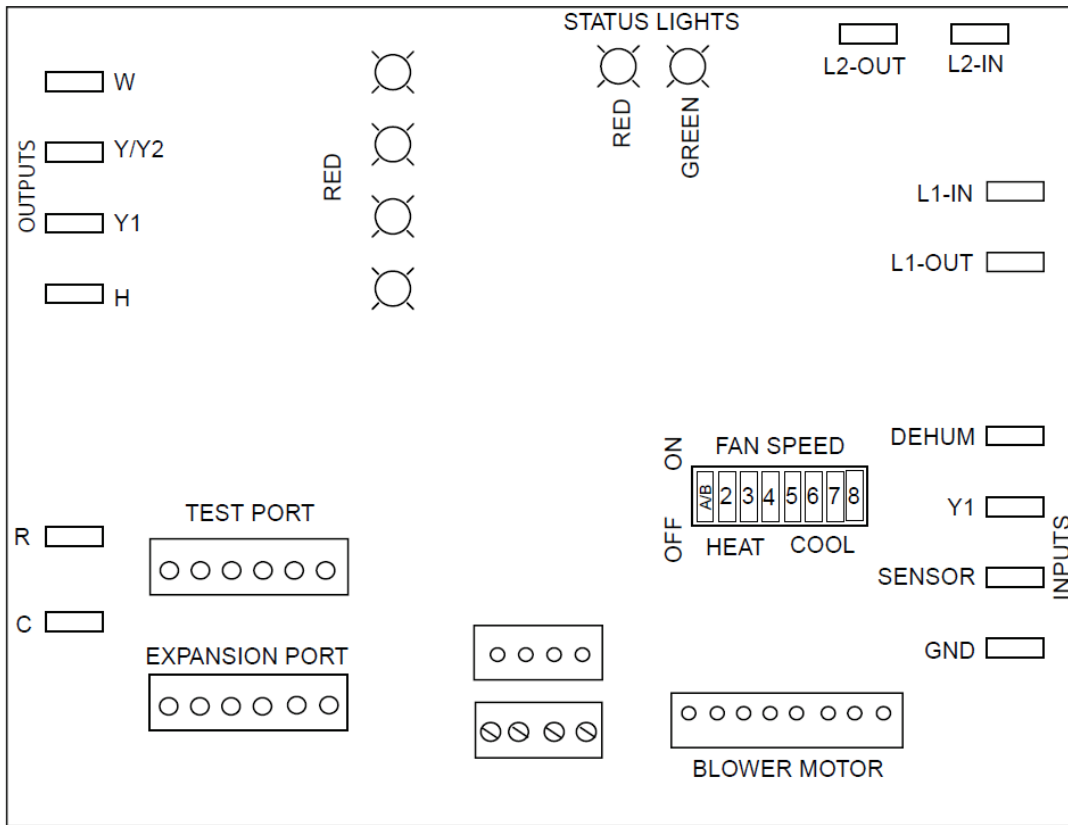 STATUS LIGHTS
RED
GREEN
L2-OUT
L2-IN
OUTPUTS
W
Y/Y2
Y1
H
RED
L1-IN
L1-OUT
FAN SPEED
ON
OFF
A/B 2 3 4 5 6 7 8
HEAT COOL
INPUTS
DEHUM
Y1
SENSOR
GND
R
C
TEST PORT
EXPANSION PORT
BLOWER MOTOR